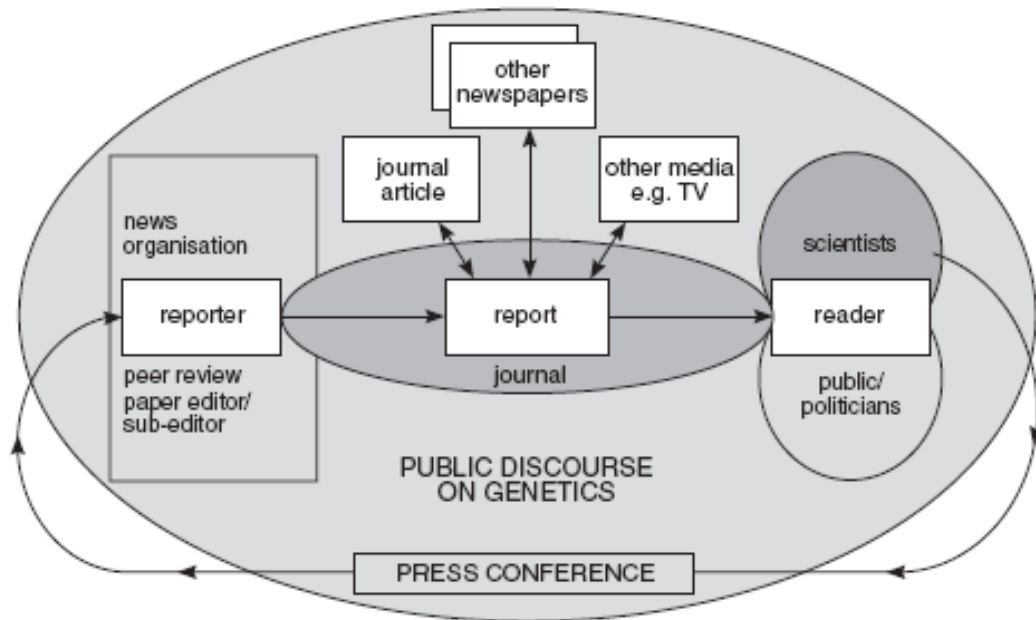 other
newspapers
journal
article
other media
e.g. TV
news
organisation
scientists
reporter
report
reader
peer review
paper editor/
sub-editor
journal
public/
politicians
PUBLIC DISCOURSE
ON GENETICS
PRESS CONFERENCE